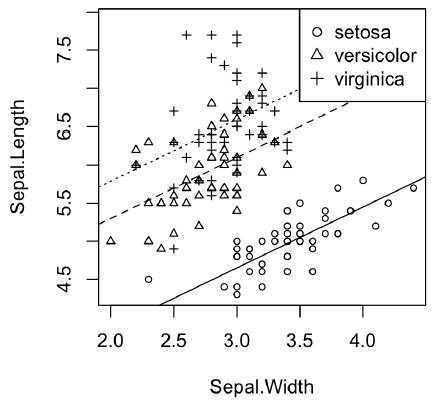 setosa
versicolor
virginica
Sepal.Length
7.5
6.5
5.5
4.5
2.0 2.5 3.0 3.5 4.0
Sepal.Width